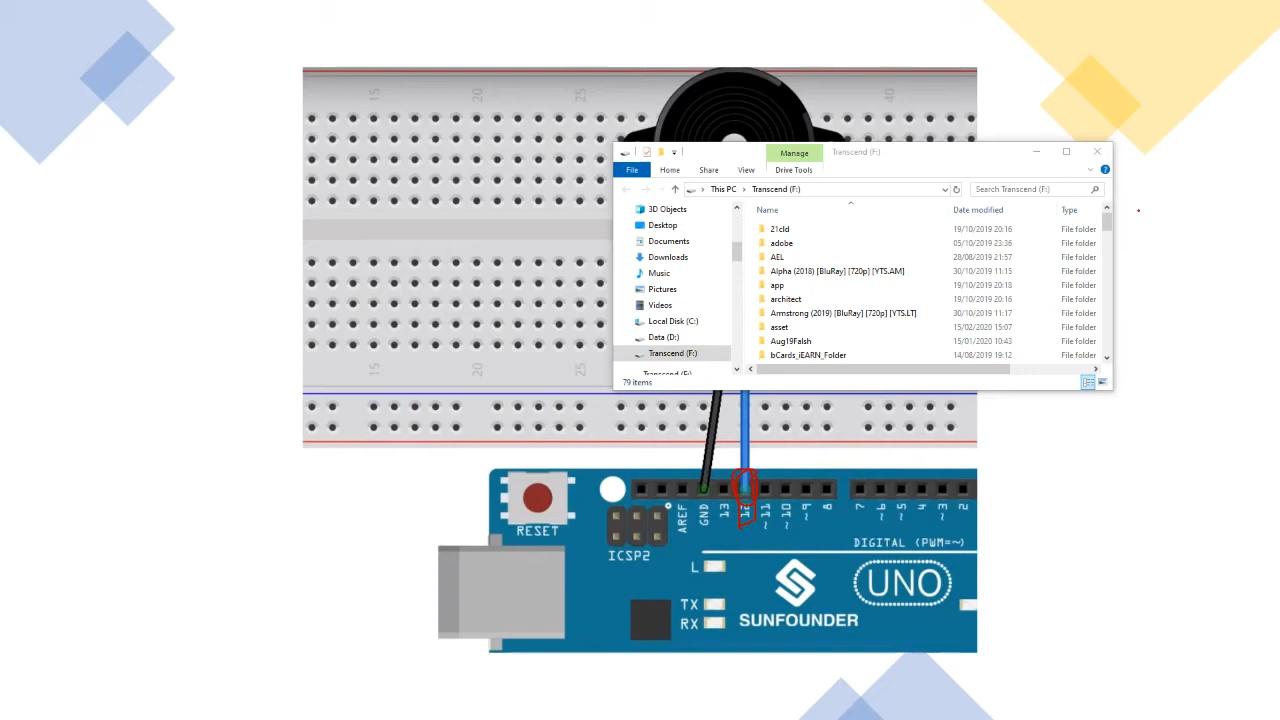 15 20 25 40
Manage Transcend (F:)
File Home Share View Drive Tools
This PC Transcend (F:) Search Transcend (F:)
3D Objects
Desktop
Documents
Downloads
Music
Pictures
Videos
Local Disk (C:)
Data (D:)
Transcend (F:)
Transcend (F:)
Name Date modified Type
21cld 19/10/2019 20:16 File folder
adobe 05/10/2019 23:36 File folder
AEL 28/08/2019 21:57 File folder
Alpha (2018) [BluRay] [720p] [YTS.AM] 30/10/2019 11:15 File folder
app 19/10/2019 20:18 File folder
architect 19/10/2019 20:16 File folder
Armstrong (2019) [BluRay] [720p] [YTS.LT] 30/10/2019 11:17 File folder
asset 15/02/2020 15:07 File folder
Aug19Falsh 15/01/2020 10:43 File folder
bCards_iEARN_Folder 14/08/2019 19:12 File folder
79 items
15 20 25
RESET
ICSP2
AREF GND 13 12 ~11 ~10 ~9 8 7 ~6 ~5 4 ~3 2
DIGITAL (PWM=~)
L
TX
RX
UNO
SUNFOUNDER